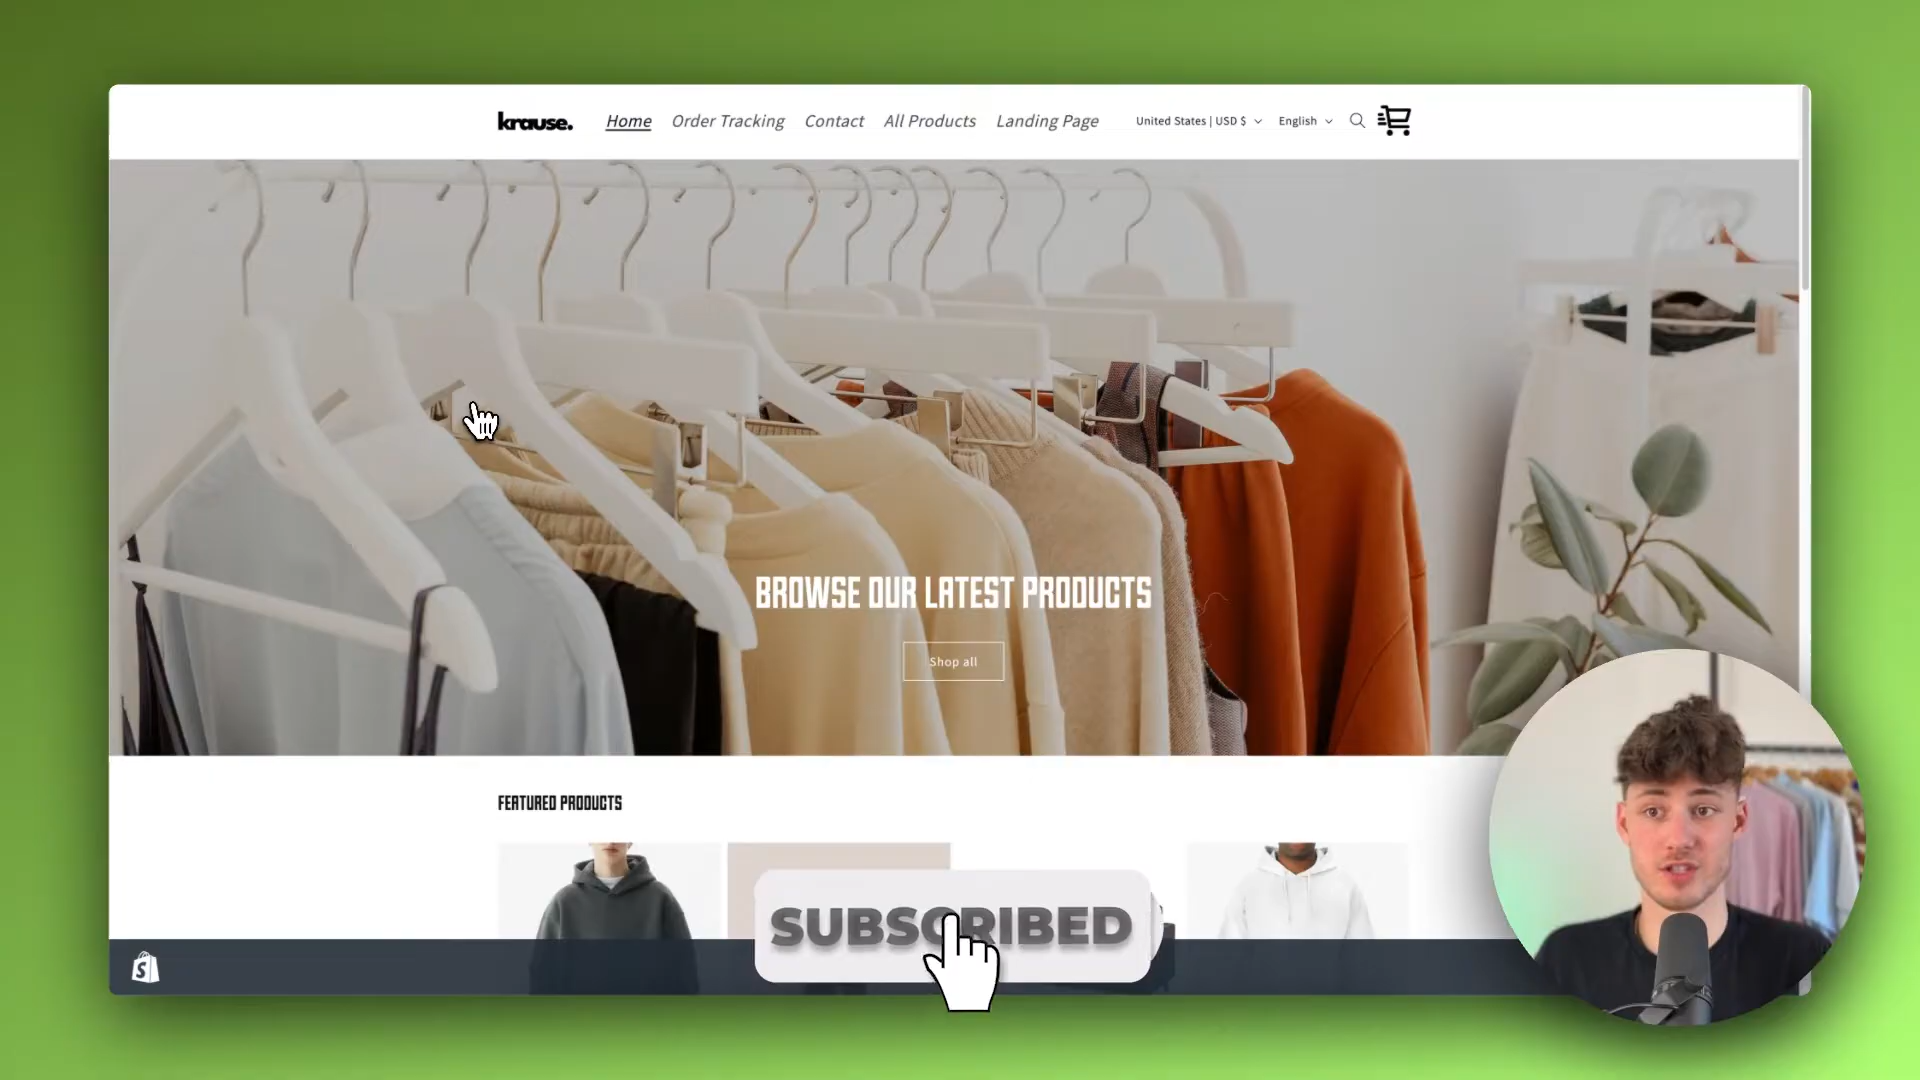 krause.
Home
Order Tracking
Contact
All Products
Landing Page
United States | USD $
English
BROWSE OUR LATEST PRODUCTS
Shop all
FEATURED PRODUCTS
SUBSCRIBED